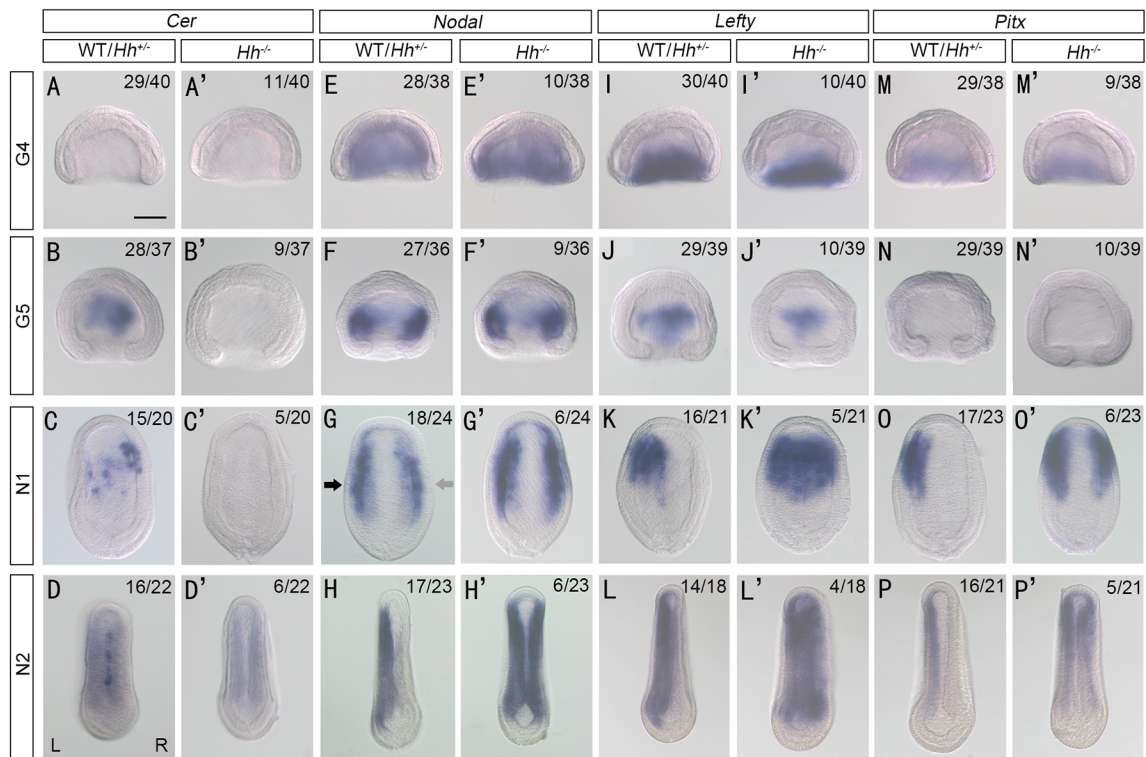 Cer Nodal Lefty Pitx
WT/Hh+/- Hh-/- WT/Hh+/- Hh-/- WT/Hh+/- Hh-/- WT/Hh+/- Hh-/-
G4
A 29/40 A’ 11/40 E 28/38 E’ 10/38 I 30/40 I’ 10/40 M 29/38 M’ 9/38
G5
B 28/37 B’ 9/37 F 27/36 F’ 9/36 J 29/39 J’ 10/39 N 29/39 N’ 10/39
N1
C 15/20 C’ 5/20 G 18/24 G’ 6/24 K 16/21 K’ 5/21 O 17/23 O’ 6/23
N2
D 16/22 D’ 6/22 H 17/23 H’ 6/23 L 14/18 L’ 4/18 P 16/21 P’ 5/21
L R